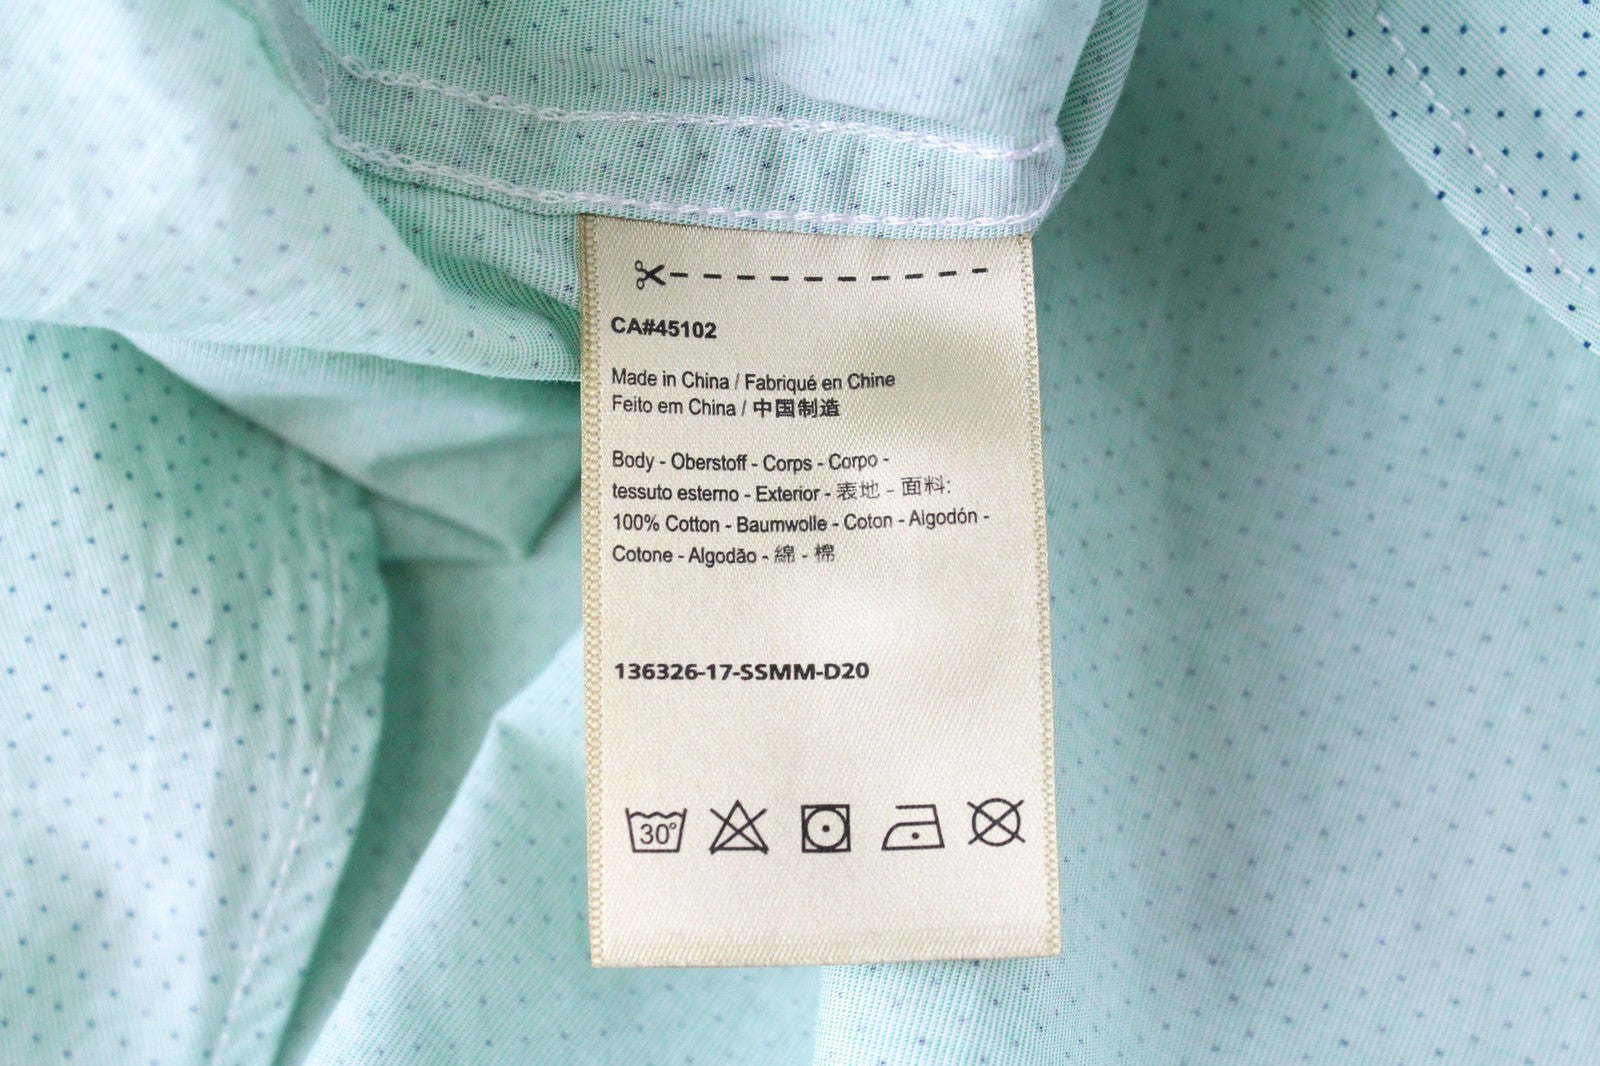 CA#45102
Made in China / Fabriqué en Chine
Feito em China / 中国制造
Body - Oberstoff - Corps - Corpo -
tessuto esterno - Exterior - 表地 - 面料:
100% Cotton - Baumwolle - Coton - Algodón -
Cotone - Algodão - 綿 - 棉
136326-17-SSMM-D20
30°